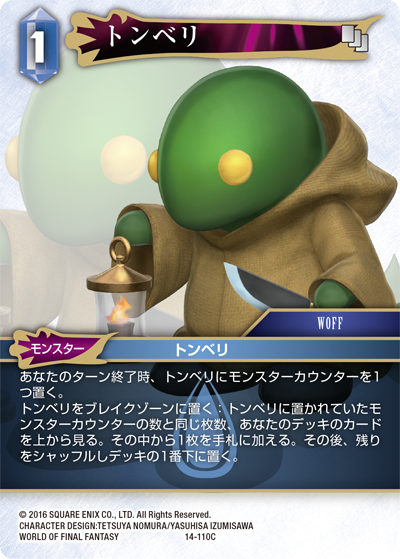 1
トンベリ
WOFF
モンスター
トンベリ
あなたのターン終了時、トンベリにモンスターカウンターを1
つ置く。
トンベリをブレイクゾーンに置く：トンベリに置かれていたモ
ンスターカウンターの数と同じ枚数、あなたのデッキのカード
を上から見る。その中から1枚を手札に加える。その後、残り
をシャッフルしデッキの1番下に置く。
© 2016 SQUARE ENIX CO., LTD. All Rights Reserved.
CHARACTER DESIGN:TETSUYA NOMURA/YASUHISA IZUMISAWA
WORLD OF FINAL FANTASY
14-110C